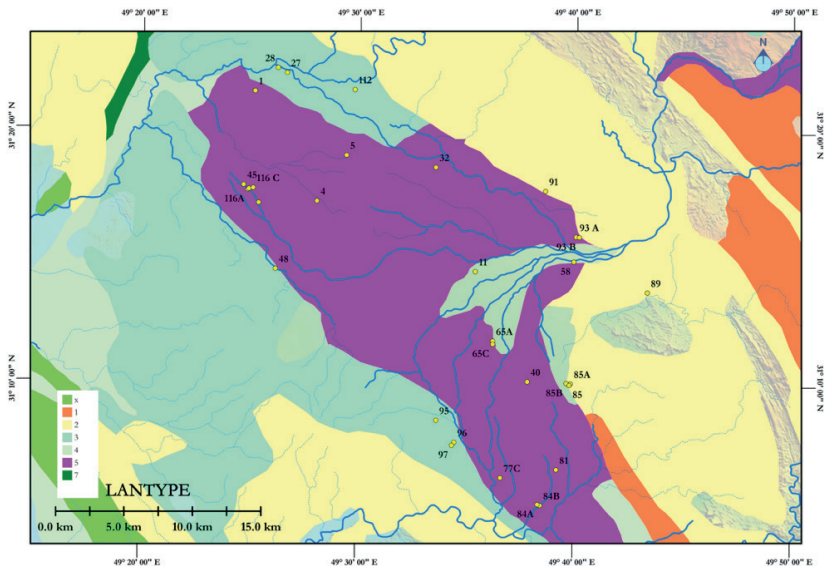 49° 20' 00" E 49° 30' 00" E 49° 40' 00" E 49° 50' 00" E
N
28 27
1 112
31° 20' 00" N 31° 20' 00" N
5
32
45 116 C 91
116A 4
93 A
93 B
48 11 58
89
65A
65C
31° 10' 00" N 31° 10' 00" N
40 85A
85B 85
x
1
2
3
4
5
7
95
96
97
77C 81
84B
84A
LANTYPE
0.0 km 5.0 km 10.0 km 15.0 km
49° 20' 00" E 49° 30' 00" E 49° 40' 00" E 49° 50' 00" E